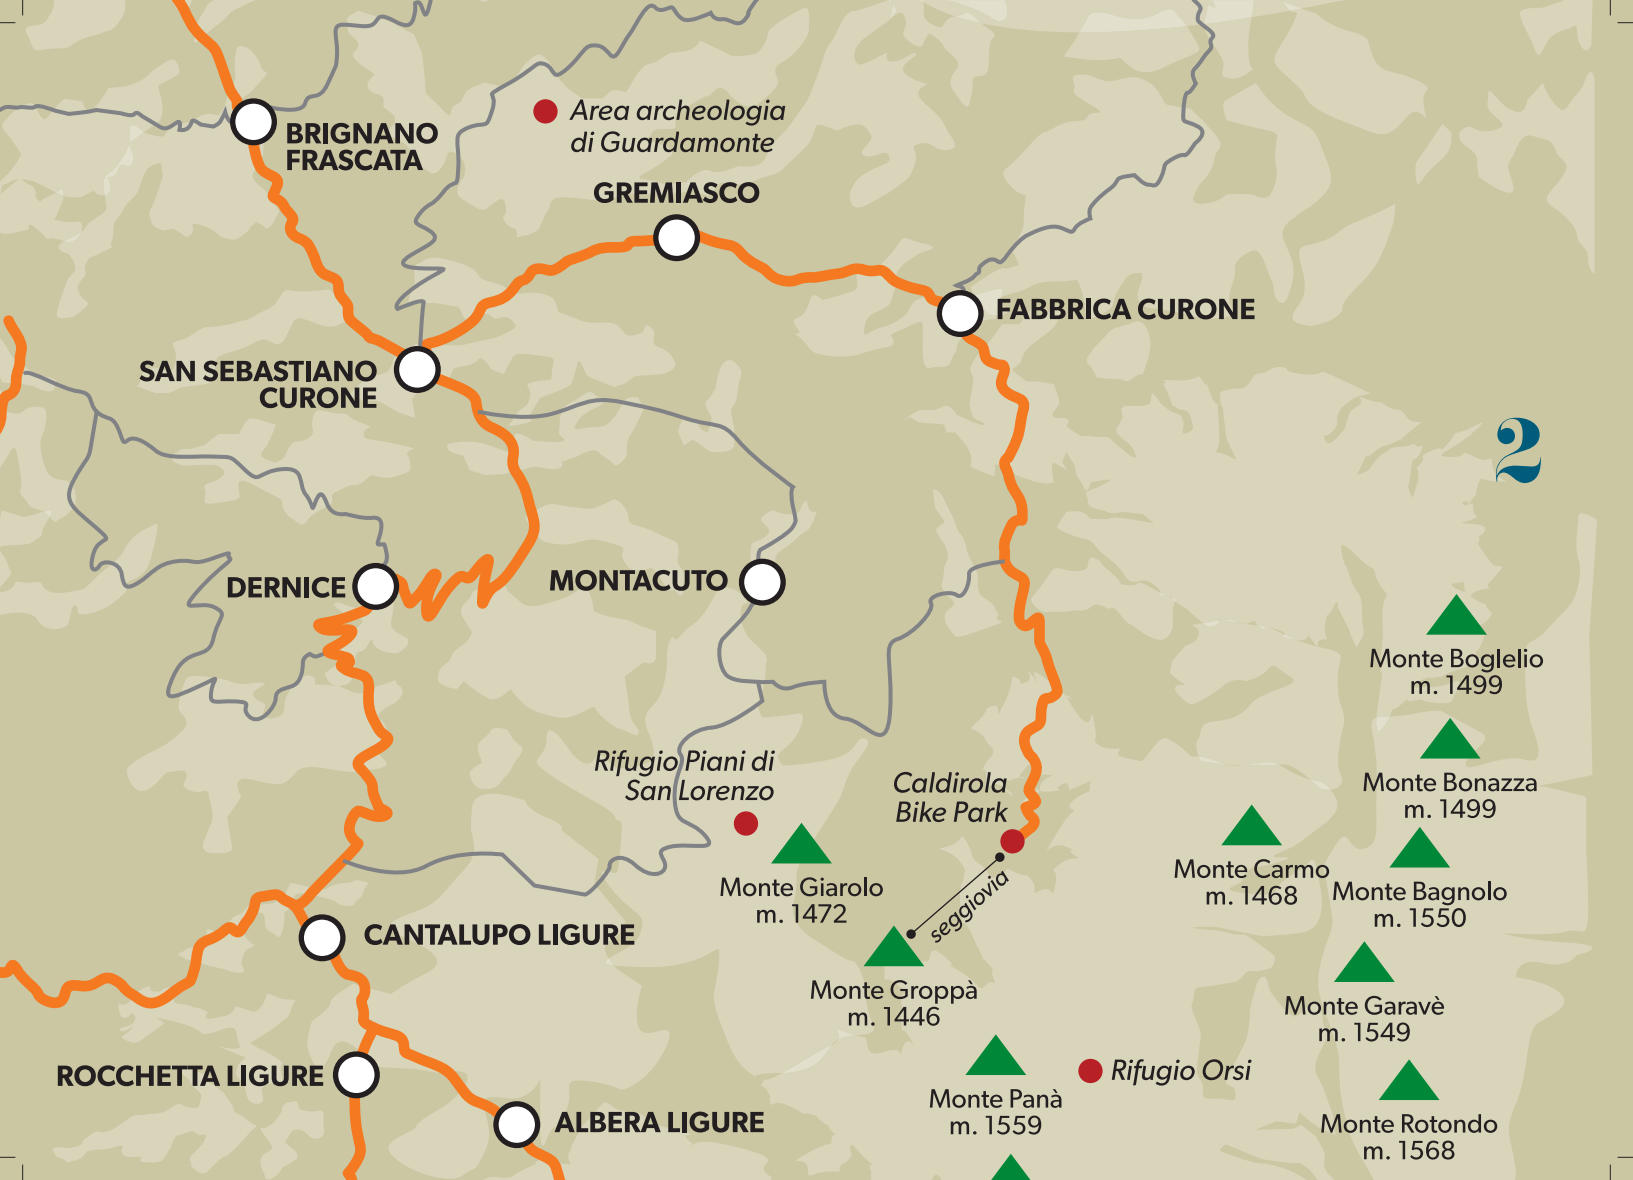 Area archeologia
di Guardamonte
BRIGNANO
FRASCATA
GREMIASCO
FABBRICA CURONE
SAN SEBASTIANO
CURONE
2
DERNICE
MONTACUTO
Monte Boglelio
m. 1499
Rifugio Piani di
San Lorenzo
Caldirola
Bike Park
Monte Bonazza
m. 1499
Monte Carmo
m. 1468
Monte Giarolo
m. 1472
seggiovia
Monte Bagnolo
m. 1550
CANTALUPO LIGURE
Monte Groppà
m. 1446
Monte Garavè
m. 1549
ROCCHETTA LIGURE
Rifugio Orsi
Monte Panà
m. 1559
ALBERA LIGURE
Monte Rotondo
m. 1568